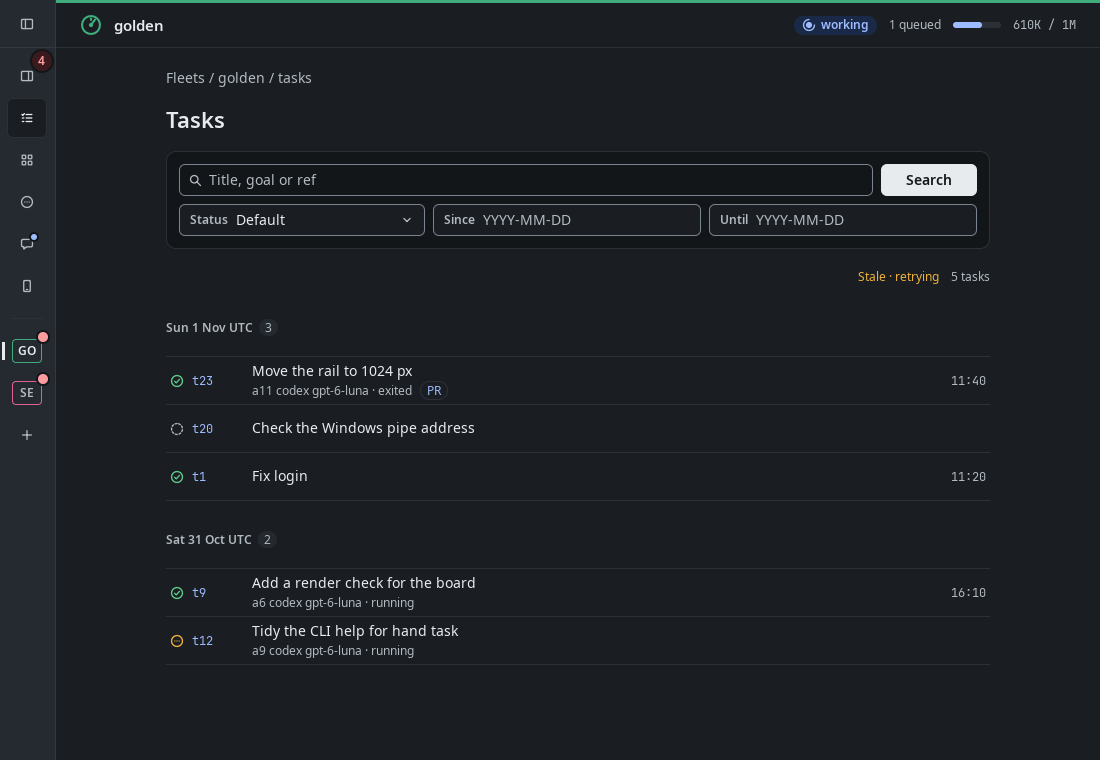 golden
working
1 queued
610K / 1M
4
Fleets / golden / tasks
Tasks
Title, goal or ref
Search
Status Default
Since YYYY-MM-DD
Until YYYY-MM-DD
Stale · retrying 5 tasks
GO
SE
Sun 1 Nov UTC 3
t23 Move the rail to 1024 px 11:40
a11 codex gpt-6-luna · exited PR
t20 Check the Windows pipe address
t1 Fix login 11:20
Sat 31 Oct UTC 2
t9 Add a render check for the board 16:10
a6 codex gpt-6-luna · running
t12 Tidy the CLI help for hand task
a9 codex gpt-6-luna · running